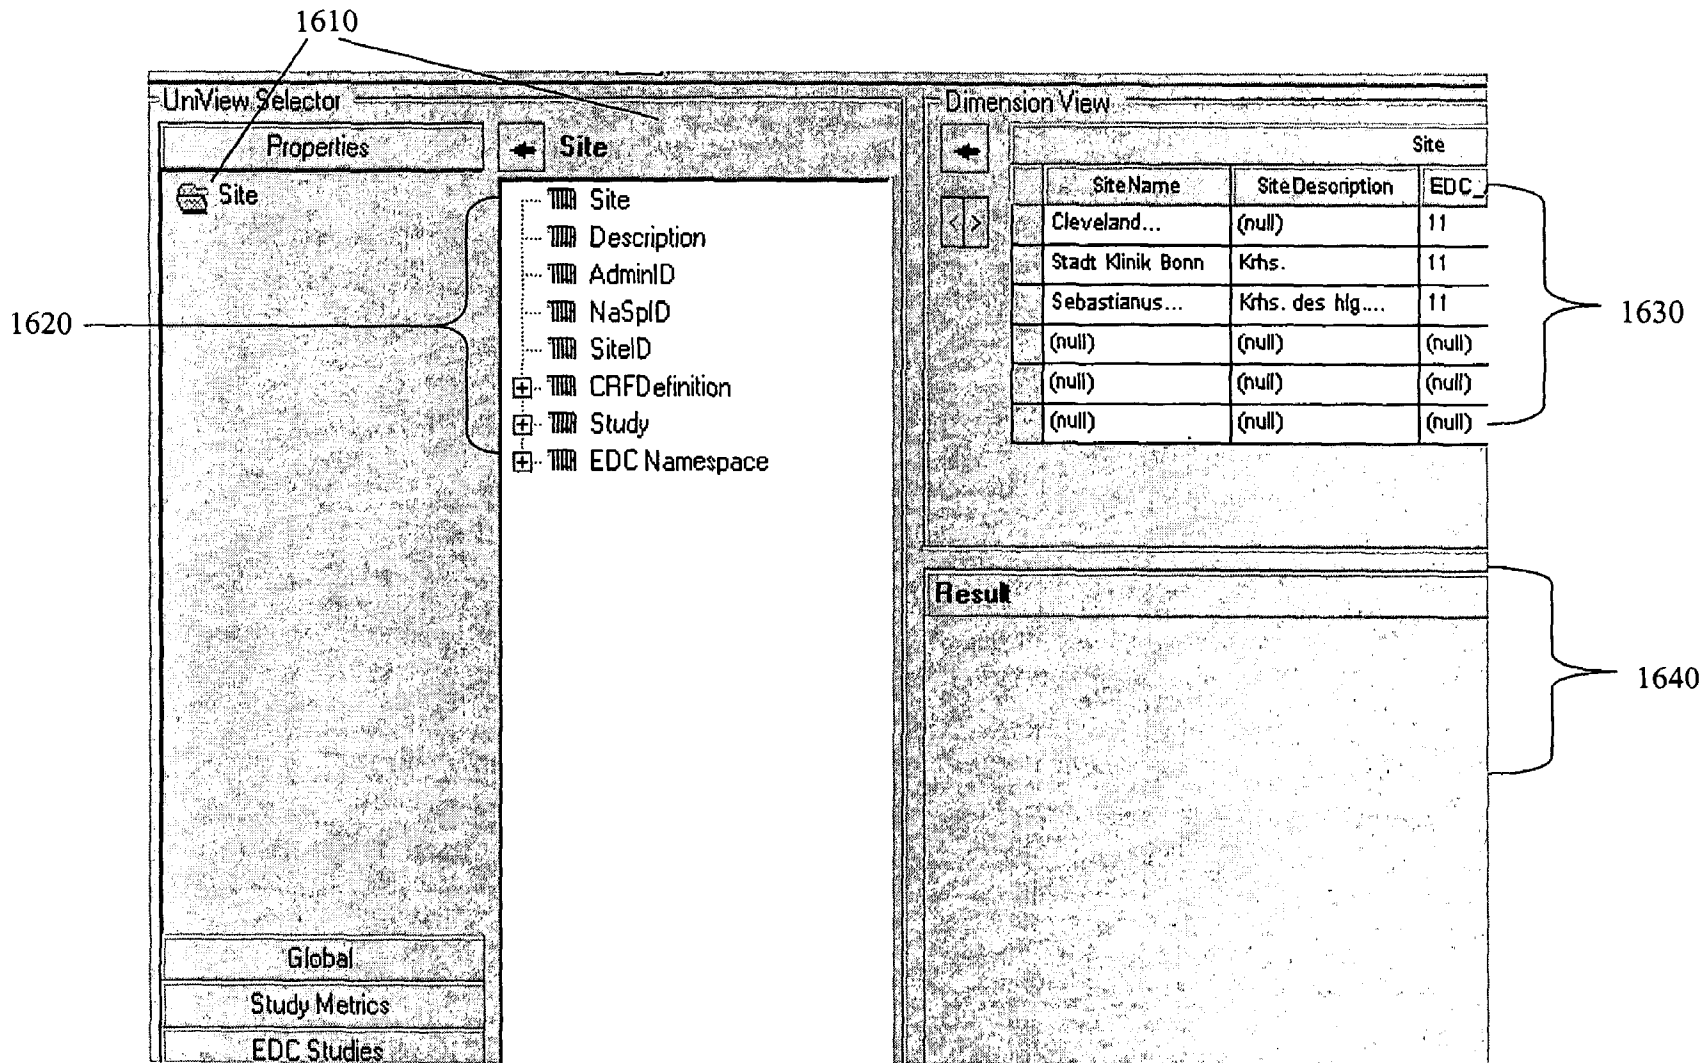 1610
UniView Selector
Properties
Site
Site
Site
Description
AdminID
NaSpID
SiteID
CRFDefinition
Study
EDC Namespace
1620
Global
Study Metrics
EDC Studies
Dimension View
Site
SiteName SiteDescription EDC_
Cleveland... (null) 11
Stadt Klinik Bonn Krhs. 11
Sebastianus... Krhs. des hlg.... 11
(null) (null) (null)
(null) (null) (null)
(null) (null) (null)
1630
Result
1640